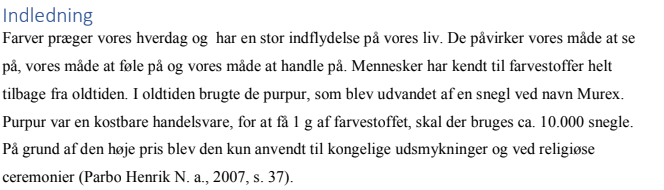 Indledning
Farver præger vores hverdag og  har en stor indflydelse på vores liv. De påvirker vores måde at se
på, vores måde at føle på og vores måde at handle på. Mennesker har kendt til farvestoffer helt
tilbage fra oldtiden. I oldtiden brugte de purpur, som blev udvandet af en snegl ved navn Murex.
Purpur var en kostbare handelsvare, for at få 1 g af farvestoffet, skal der bruges ca. 10.000 snegle.
På grund af den høje pris blev den kun anvendt til kongelige udsmykninger og ved religiøse
ceremonier (Parbo Henrik N. a., 2007, s. 37).